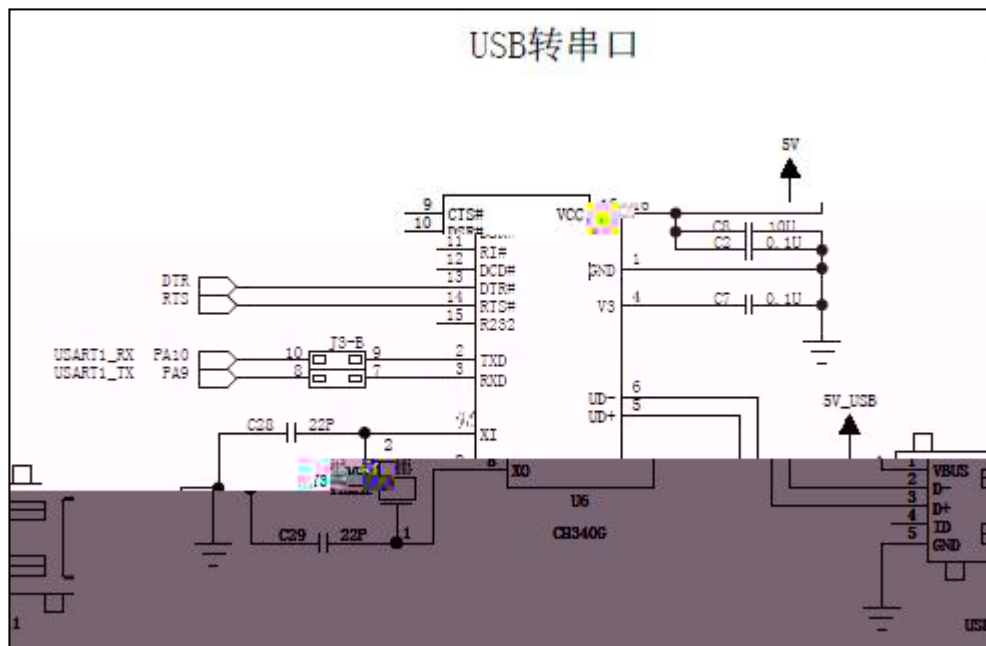 USB转串口
5V
9 CTS# VCC 16
10 DSR# C3 10U
11 RI# C2 0.1U
12 DCD# GND 1
DTR 13 DTR#
RTS 14 RTS# V3 4 C7 0.1U
15 R232
J3-B
USART1_RX PA10 10 9 2 TXD
USART1_TX PA9 8 7 3 RXD
UD- 6
UD+ 5
5V_USB
C28 22P XI
2
8 XO
1 VBUS
2 D-
3 D+
4 ID
5 GND
U6
C29 22P 1 CH340G
1